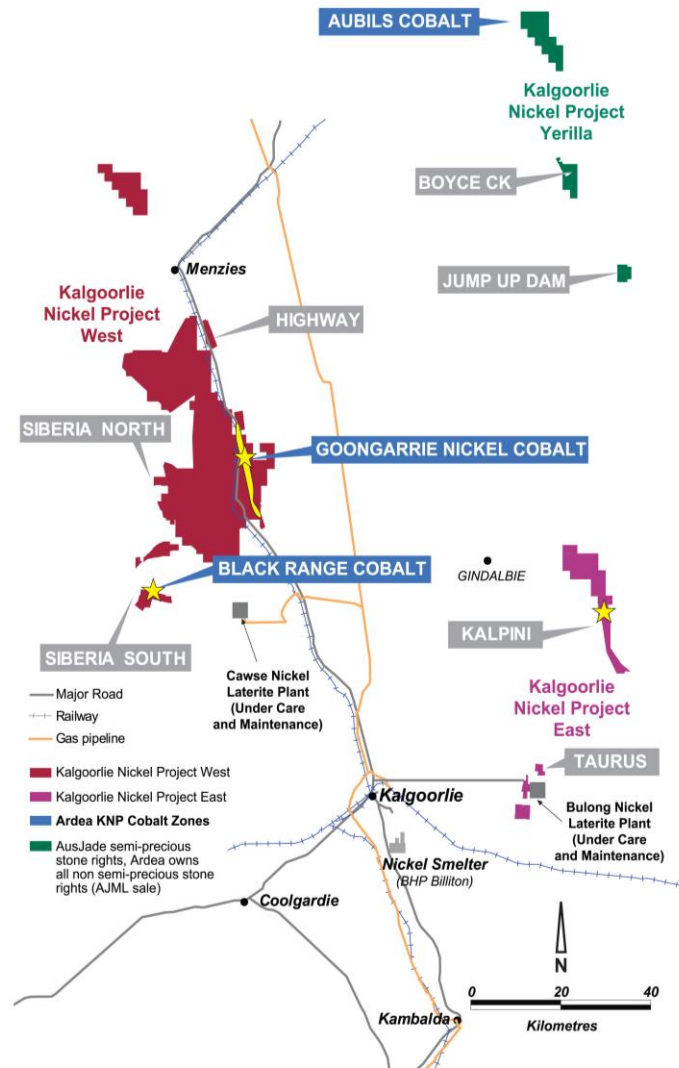 AUBILS COBALT
Kalgoorlie
Nickel Project
Yerilla
BOYCE CK
Menzies
JUMP UP DAM
Kalgoorlie
Nickel Project
West
HIGHWAY
SIBERIA NORTH
GOONGARRIE NICKEL COBALT
BLACK RANGE COBALT
GINDALBIE
KALPINI
SIBERIA SOUTH
Cawse Nickel
Laterite Plant
(Under Care
and Maintenance)
Kalgoorlie
Nickel Project
East
Major Road
Railway
Gas pipeline
TAURUS
Kalgoorlie Nickel Project West
Kalgoorlie Nickel Project East
Ardea KNP Cobalt Zones
AusJade semi-precious
stone rights, Ardea owns
all non semi-precious stone
rights (AJML sale)
Kalgoorlie
Bulong Nickel
Laterite Plant
(Under Care
and Maintenance)
Nickel Smelter
(BHP Billiton)
Coolgardie
N
0 20 40
Kilometres
Kambalda